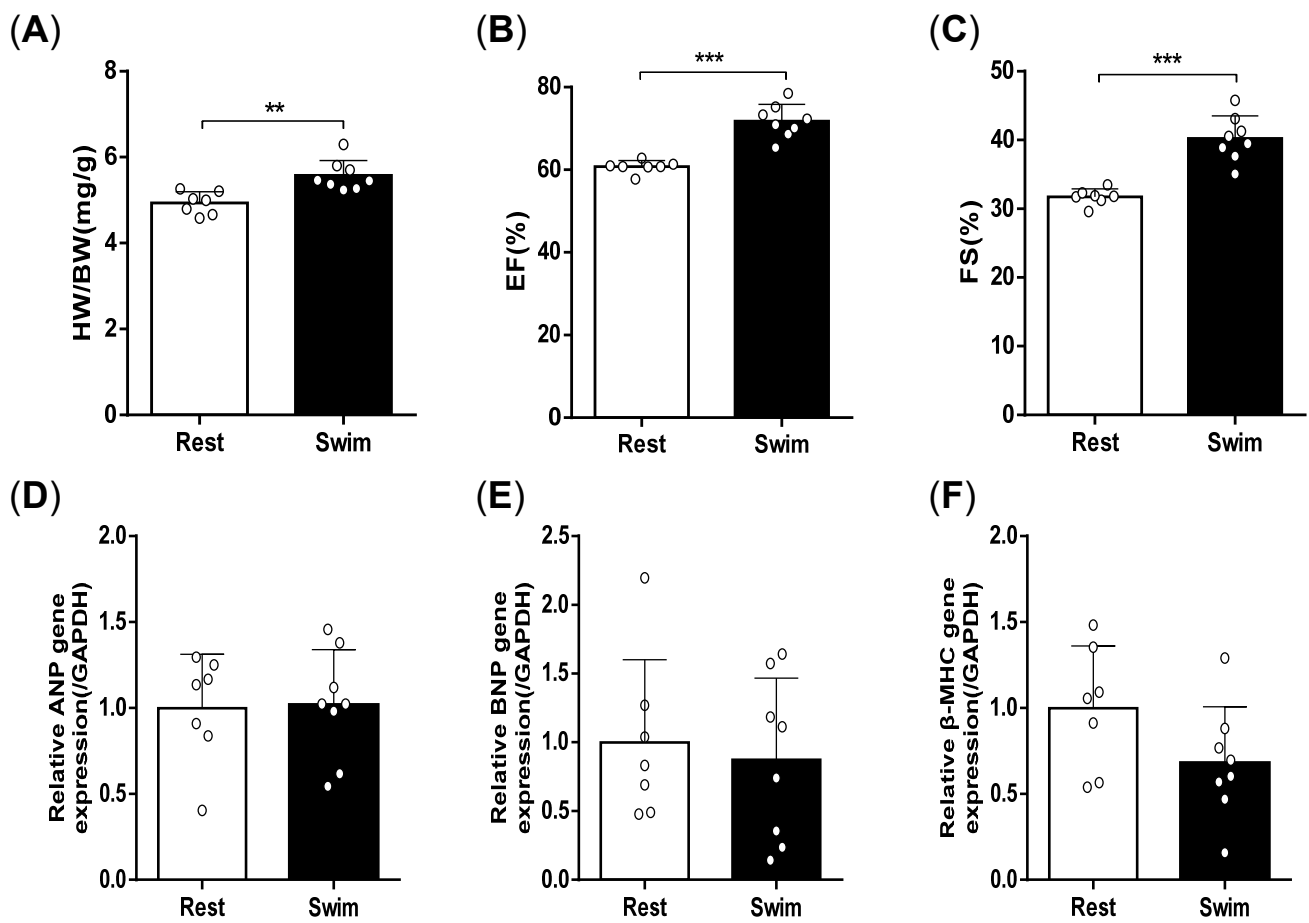 (A)
**
HW/BW(mg/g)
8
6
4
2
0
Rest
Swim
(B)
***
EF(%)
80
60
40
20
0
Rest
Swim
(C)
***
FS(%)
50
40
30
20
10
0
Rest
Swim
(D)
Relative ANP gene
expression(/GAPDH)
2.0
1.5
1.0
0.5
0.0
Rest
Swim
(E)
Relative BNP gene
expression(/GAPDH)
2.5
2.0
1.5
1.0
0.5
0.0
Rest
Swim
(F)
Relative β-MHC gene
expression(/GAPDH)
2.0
1.5
1.0
0.5
0.0
Rest
Swim